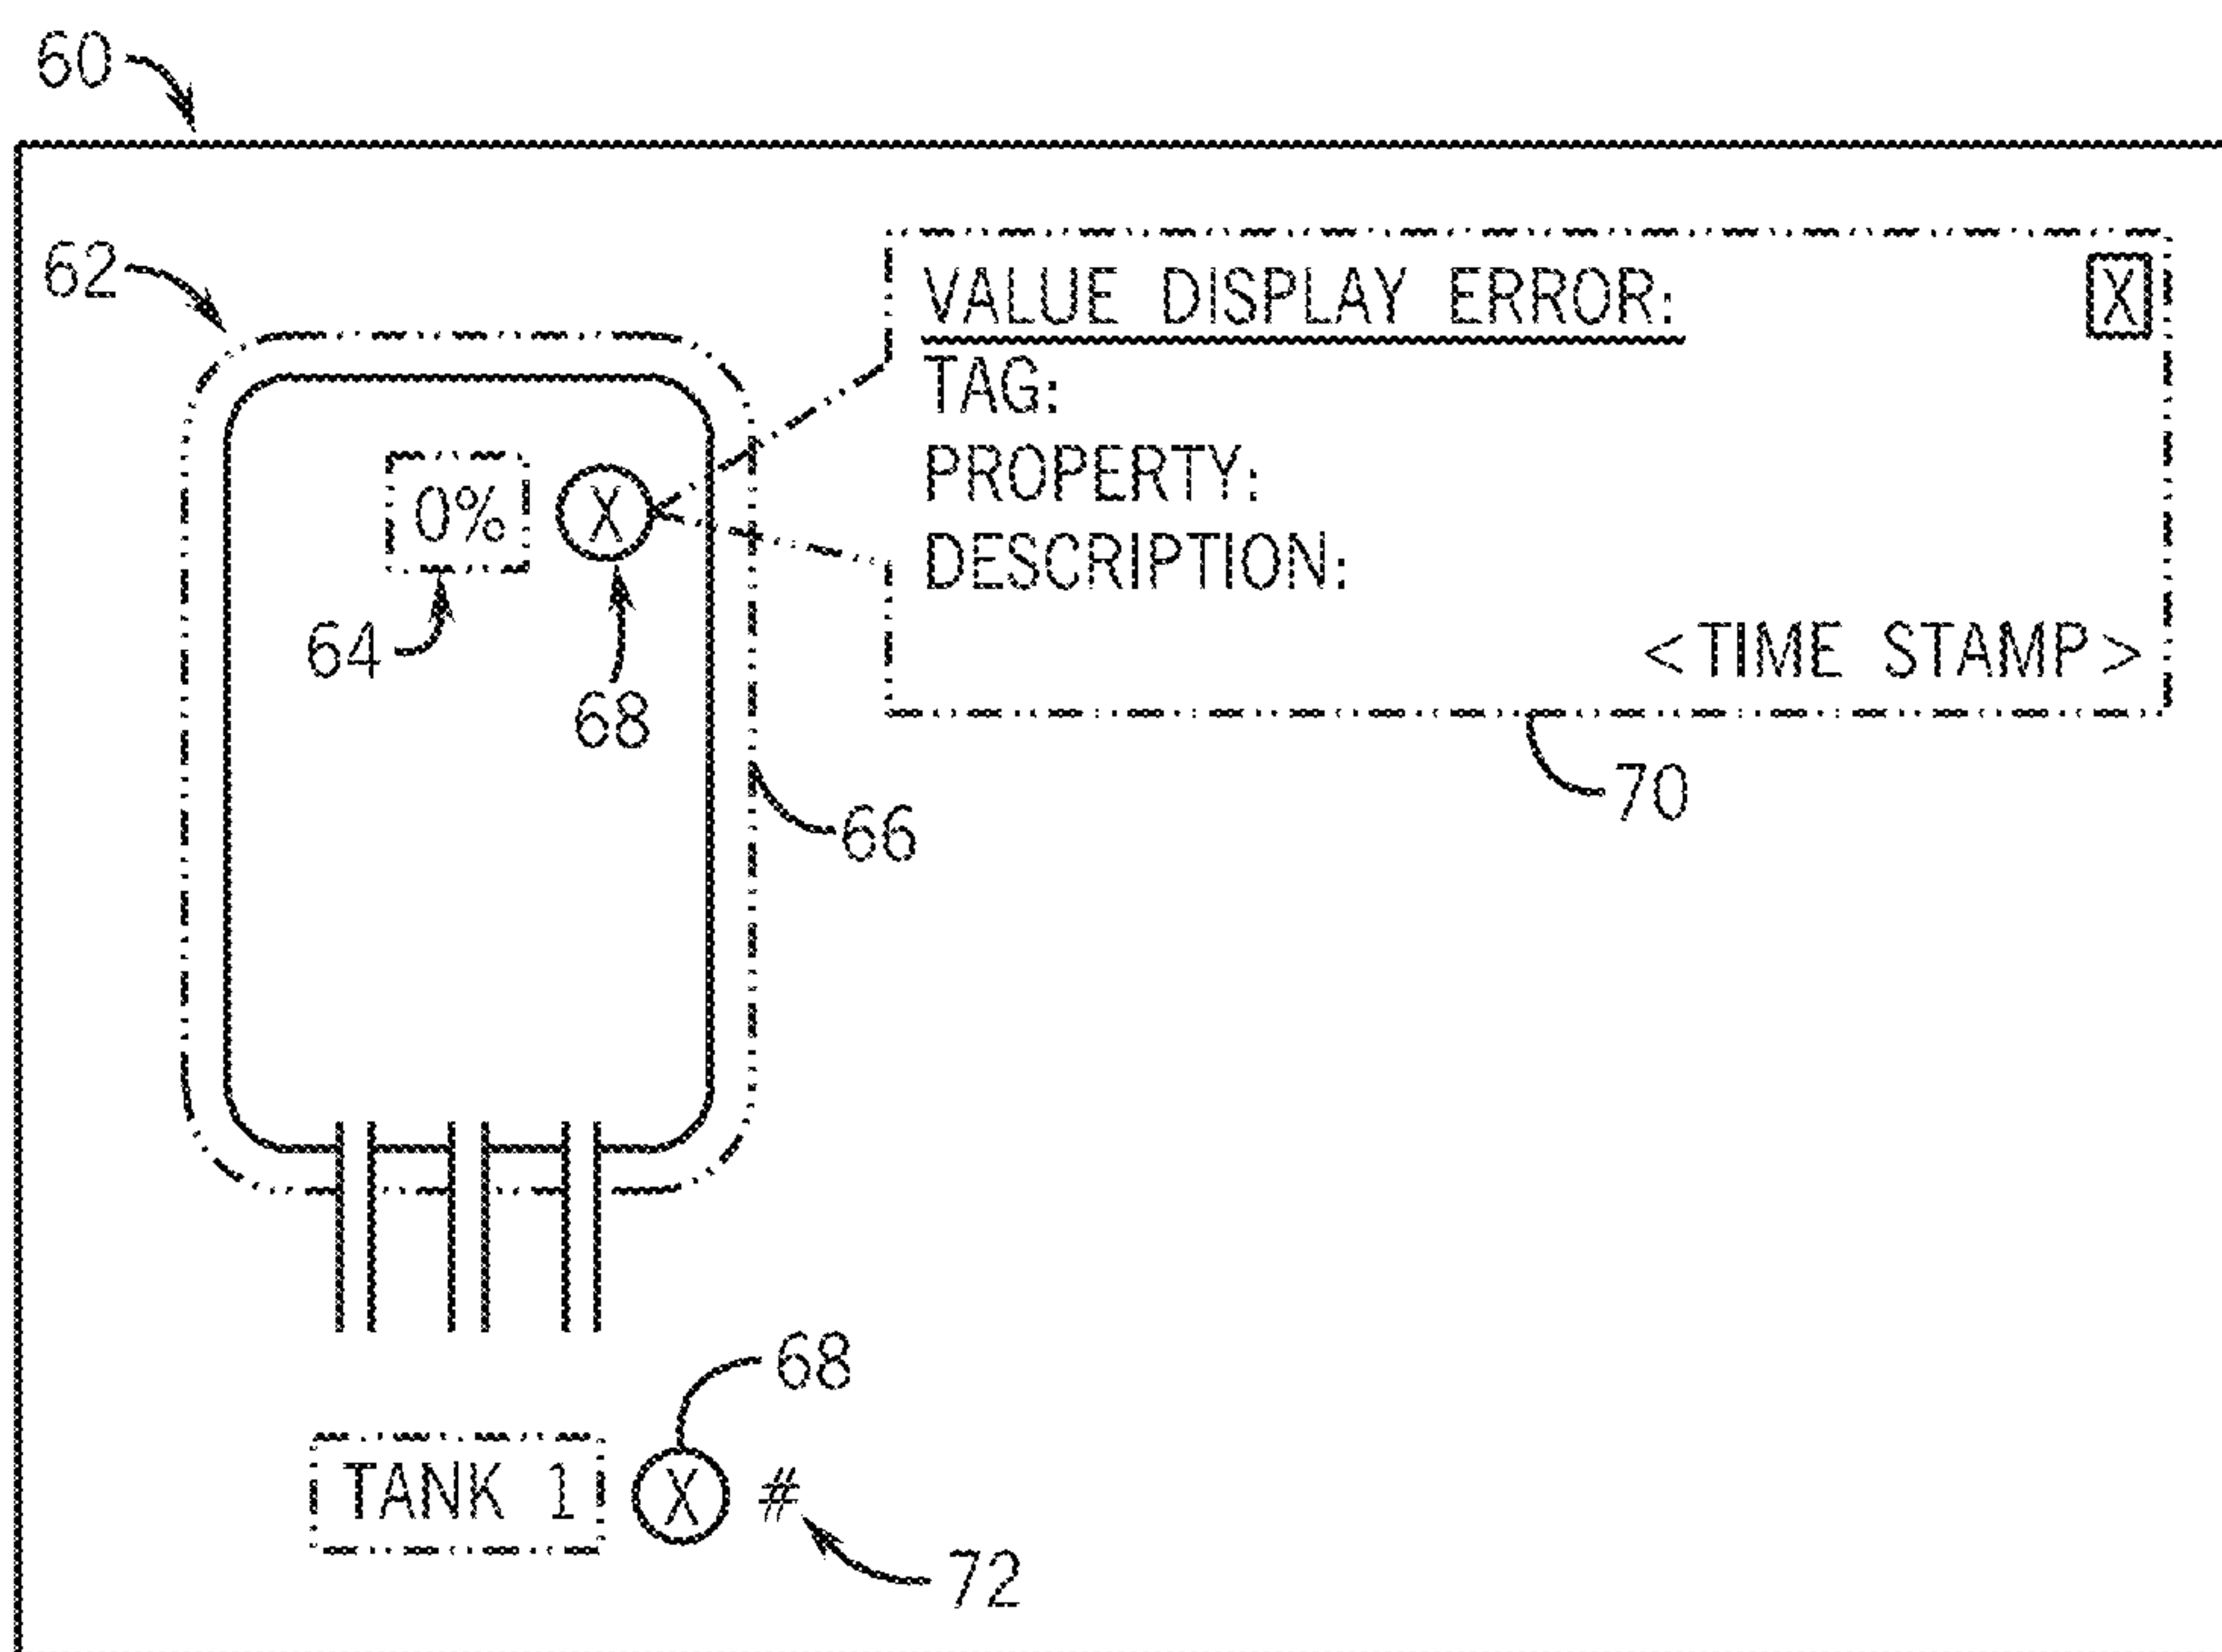 60
62
VALUE DISPLAY ERROR: X
TAG:
PROPERTY:
DESCRIPTION:
<TIME STAMP>
0% X
64
68
70
66
68
TANK 1 X #
72